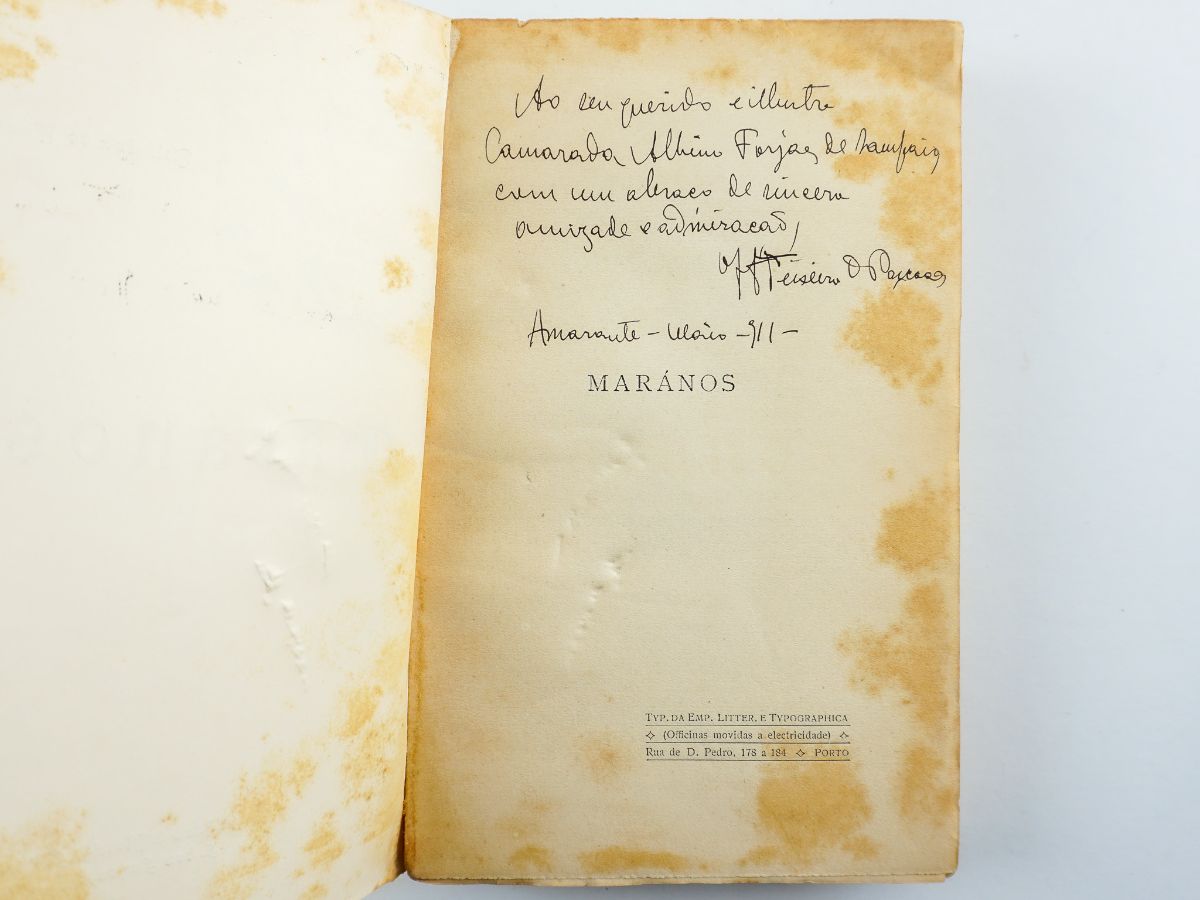 Ao seu querido e illustre
Camarada Albino Forjaes de Sampaio,
com um abraço de sincera
amizade e admiração,
Teixeira de Pascoaes
Amarante – Maio – 911 –
MARÁNOS
TYP. DA EMP. LITTER. E TYPOGRAPHICA
✧ (Officinas movidas a electricidade) ✧
Rua de D. Pedro, 178 a 184 ✧ PORTO